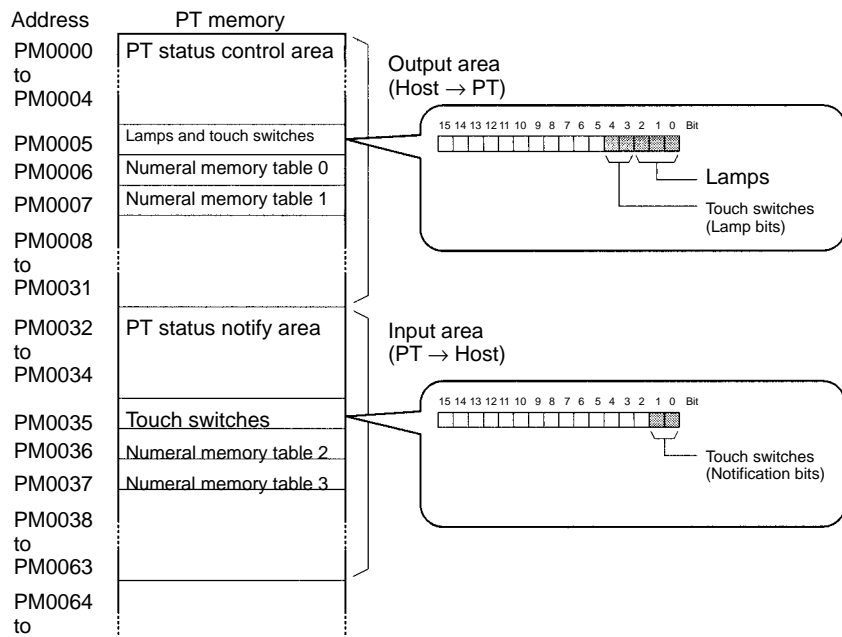 Address PT memory
PM0000 PT status control area
to
PM0004
Output area
(Host → PT)
PM0005 Lamps and touch switches
15 14 13 12 11 10 9 8 7 6 5 4 3 2 1 0 Bit
PM0006 Numeral memory table 0
Lamps
PM0007 Numeral memory table 1
Touch switches
(Lamp bits)
PM0008
to
PM0031
PM0032 PT status notify area
to
PM0034
Input area
(PT → Host)
PM0035 Touch switches
15 14 13 12 11 10 9 8 7 6 5 4 3 2 1 0 Bit
PM0036 Numeral memory table 2
Touch switches
(Notification bits)
PM0037 Numeral memory table 3
PM0038
to
PM0063
PM0064
to